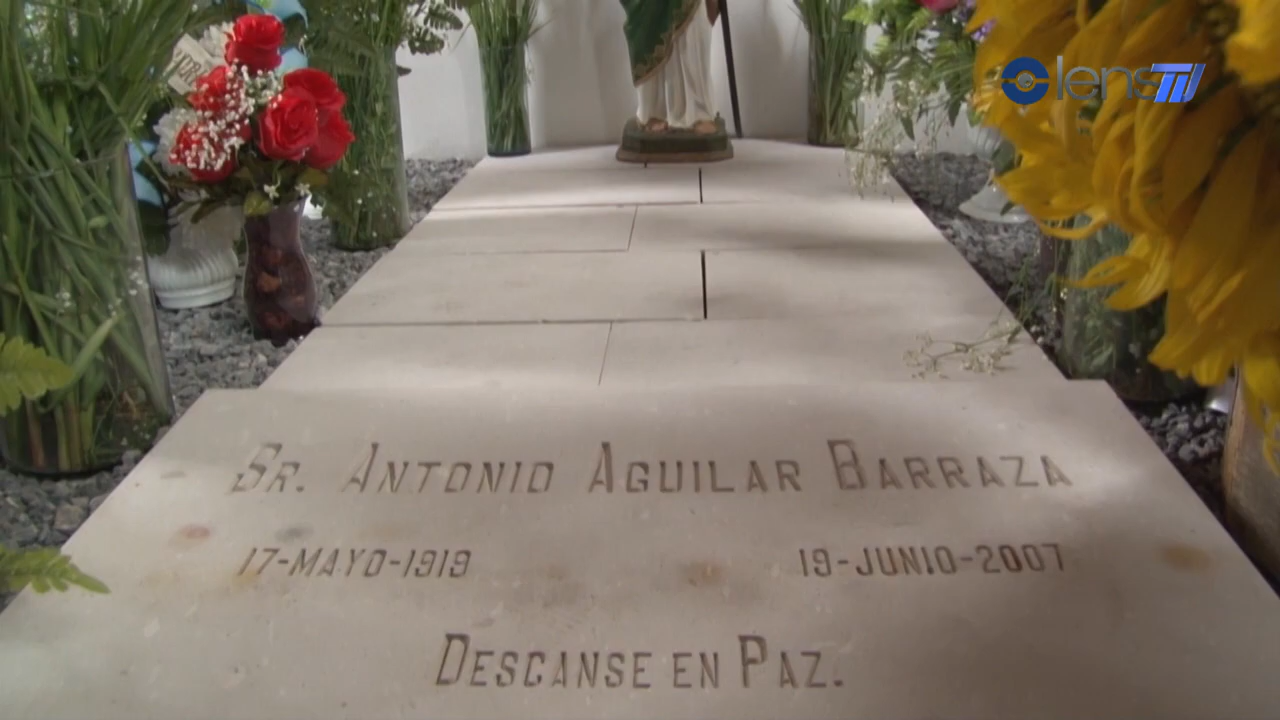 lensTV
Sr. Antonio Aguilar Barraza
17-MAYO-1919 19-JUNIO-2007
Descanse en Paz.